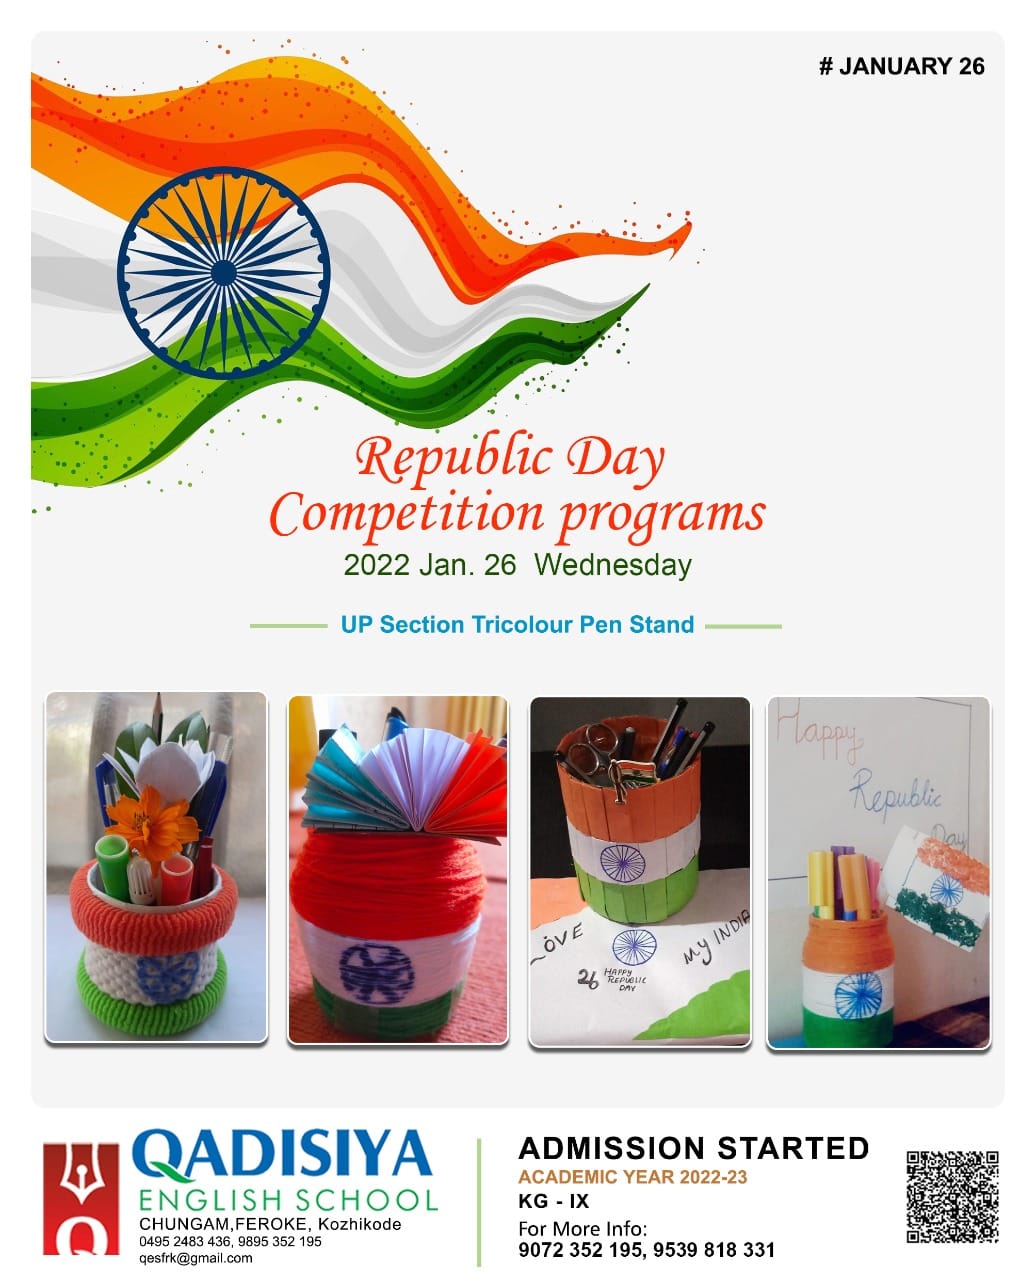 # JANUARY 26
Republic Day
Competition programs
2022 Jan. 26 Wednesday
UP Section Tricolour Pen Stand
LOVE
MY INDIA
26 HAPPY
REPUBLIC
DAY
Happy
Republic
Day
QADISIYA
ENGLISH SCHOOL
CHUNGAM,FEROKE, Kozhikode
0495 2483 436, 9895 352 195
qesfrk@gmail.com
Q
ADMISSION STARTED
ACADEMIC YEAR 2022-23
KG - IX
For More Info:
9072 352 195, 9539 818 331